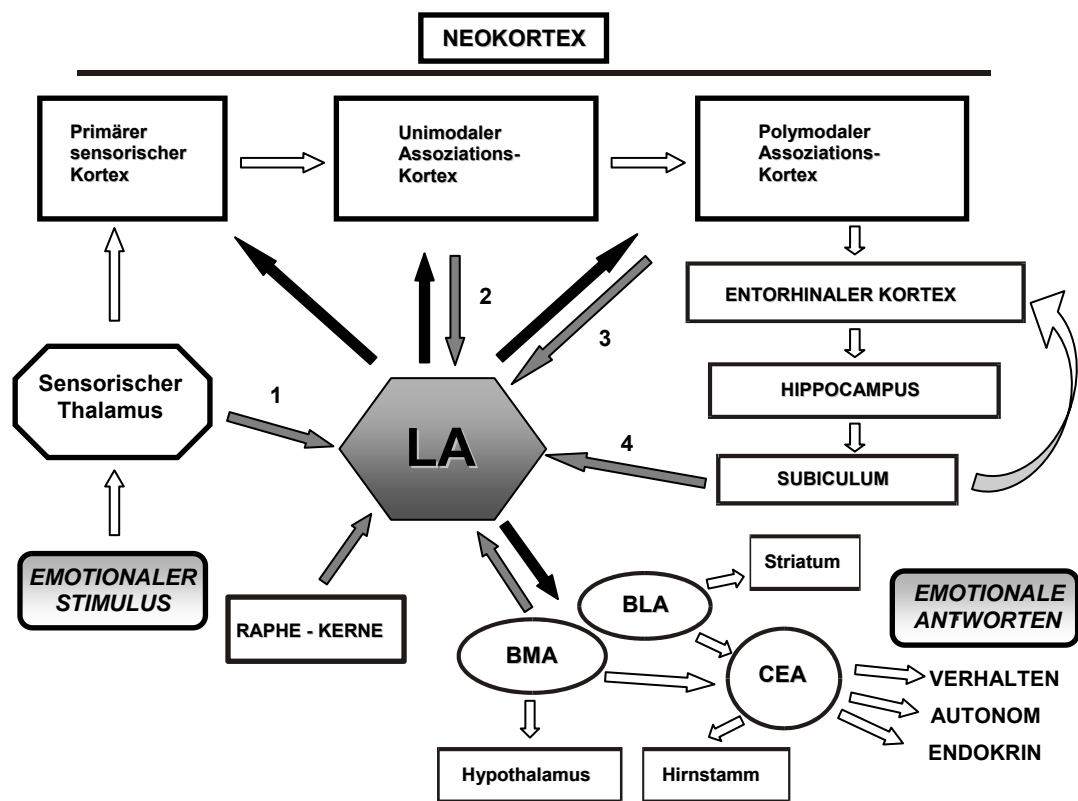 NEOKORTEX
Primärer
sensorischer
Kortex
Unimodaler
Assoziations-
Kortex
Polymodaler
Assoziations-
Kortex
2
3
ENTORHINALER KORTEX
Sensorischer
Thalamus
1
HIPPOCAMPUS
LA
4
SUBICULUM
EMOTIONALER
STIMULUS
RAPHE - KERNE
Striatum
BLA
EMOTIONALE
ANTWORTEN
BMA
CEA
VERHALTEN
AUTONOM
ENDOKRIN
Hypothalamus
Hirnstamm